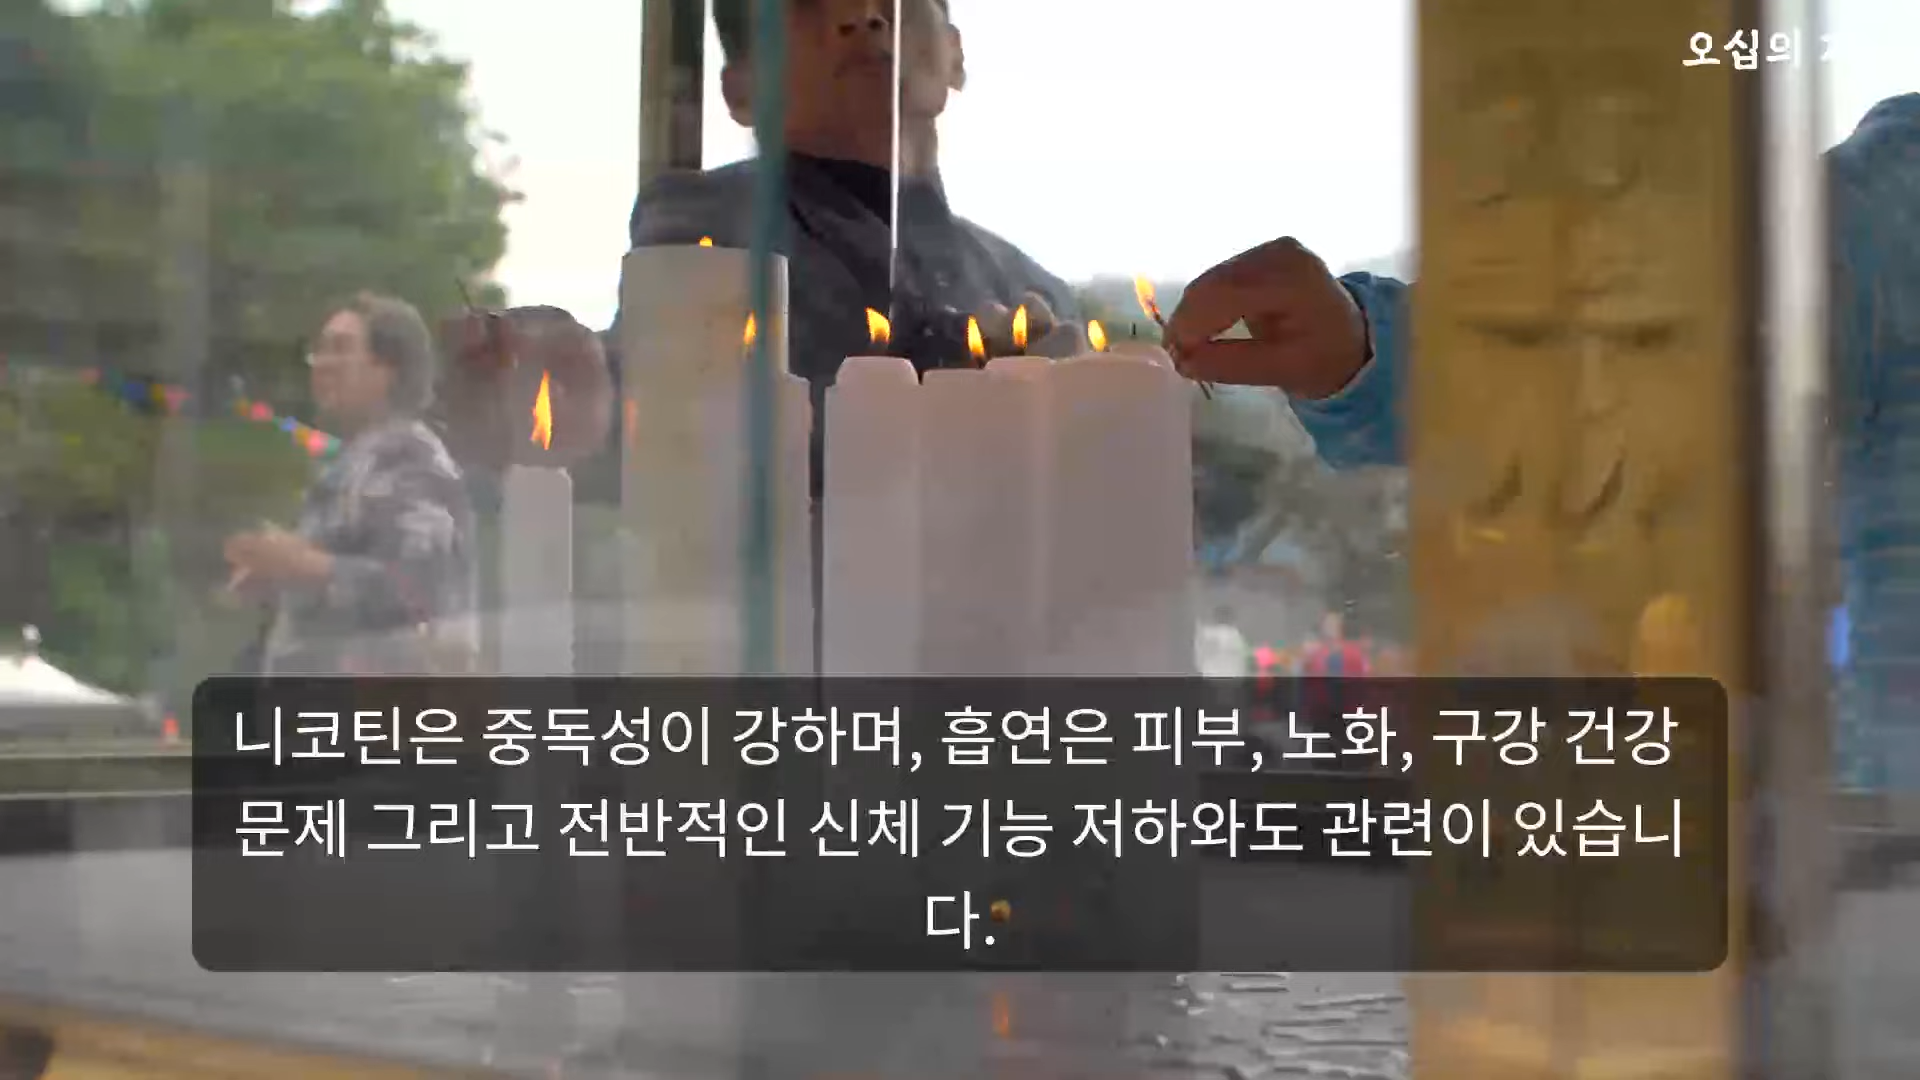 오십의
니코틴은 중독성이 강하며, 흡연은 피부, 노화, 구강 건강
문제 그리고 전반적인 신체 기능 저하와도 관련이 있습니
다.